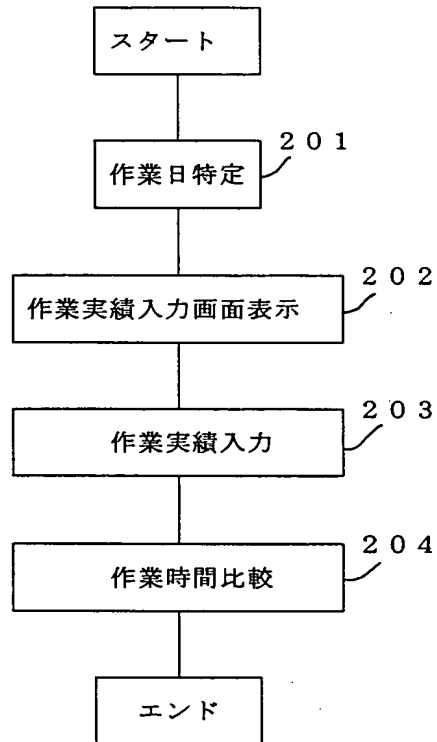 スタート
２０１
作業日特定
２０２
作業実績入力画面表示
２０３
作業実績入力
２０４
作業時間比較
エンド